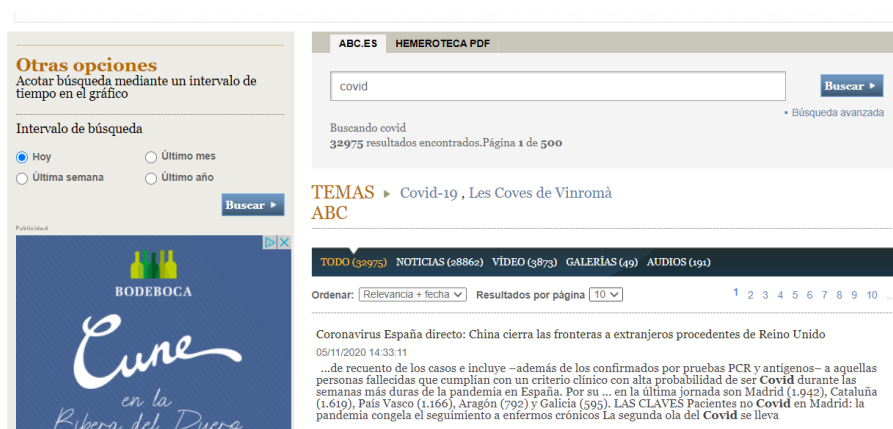 Otras opciones
Acotar búsqueda mediante un intervalo de
tiempo en el gráfico
Intervalo de búsqueda
Hoy
Último mes
Última semana
Último año
Buscar
Publicidad
BODEBOCA
Cune
en la
Ribera del Duero
ABC.ES HEMEROTECA PDF
covid
Buscar
Búsqueda avanzada
Buscando covid
32975 resultados encontrados.Página 1 de 500
TEMAS Covid-19 , Les Coves de Vinromà
ABC
TODO (32975) NOTICIAS (28862) VÍDEO (3873) GALERÍAS (49) AUDIOS (191)
Ordenar: Relevancia + fecha Resultados por página 10 1 2 3 4 5 6 7 8 9 10 ..
Coronavirus España directo: China cierra las fronteras a extranjeros procedentes de Reino Unido
05/11/2020 14:33:11
...de recuento de los casos e incluye –además de los confirmados por pruebas PCR y antígenos– a aquellas
personas fallecidas que cumplían con un criterio clínico con alta probabilidad de ser Covid durante las
semanas más duras de la pandemia en España. Por su ... en la última jornada son Madrid (1.942), Cataluña
(1.619), País Vasco (1.166), Aragón (792) y Galicia (595). LAS CLAVES Pacientes no Covid en Madrid: la
pandemia congela el seguimiento a enfermos crónicos La segunda ola del Covid se lleva